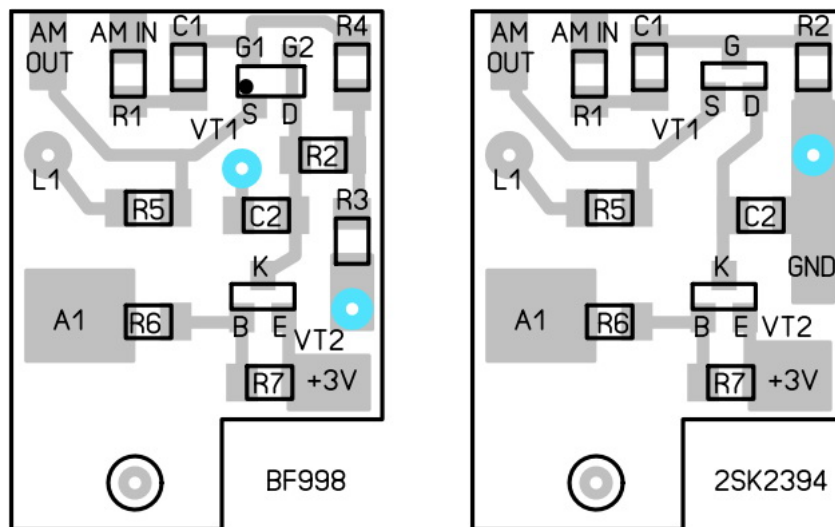 AM OUT
AM IN
C1
G1
G2
R4
R1
S
D
VT1
R2
L1
R5
C2
R3
K
A1
R6
B
E
VT2
R7
+3V
BF998
AM OUT
AM IN
C1
G
R2
R1
S
D
VT1
L1
R5
C2
K
GND
A1
R6
B
E
VT2
R7
+3V
2SK2394